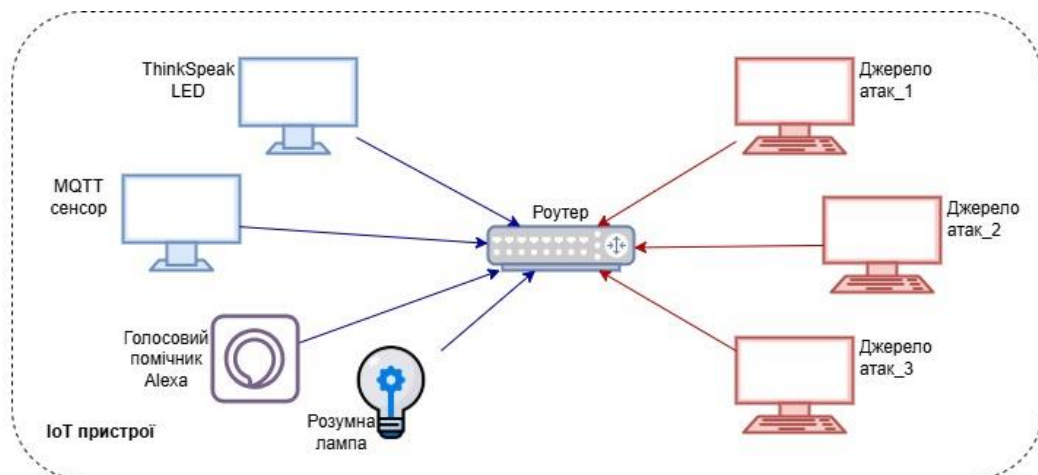 ThinkSpeak
LED
Джерело
атак_1
MQTT
сенсор
Роутер
Джерело
атак_2
Голосовий
помічник
Alexa
Розумна
лампа
Джерело
атак_3
IoT пристрої